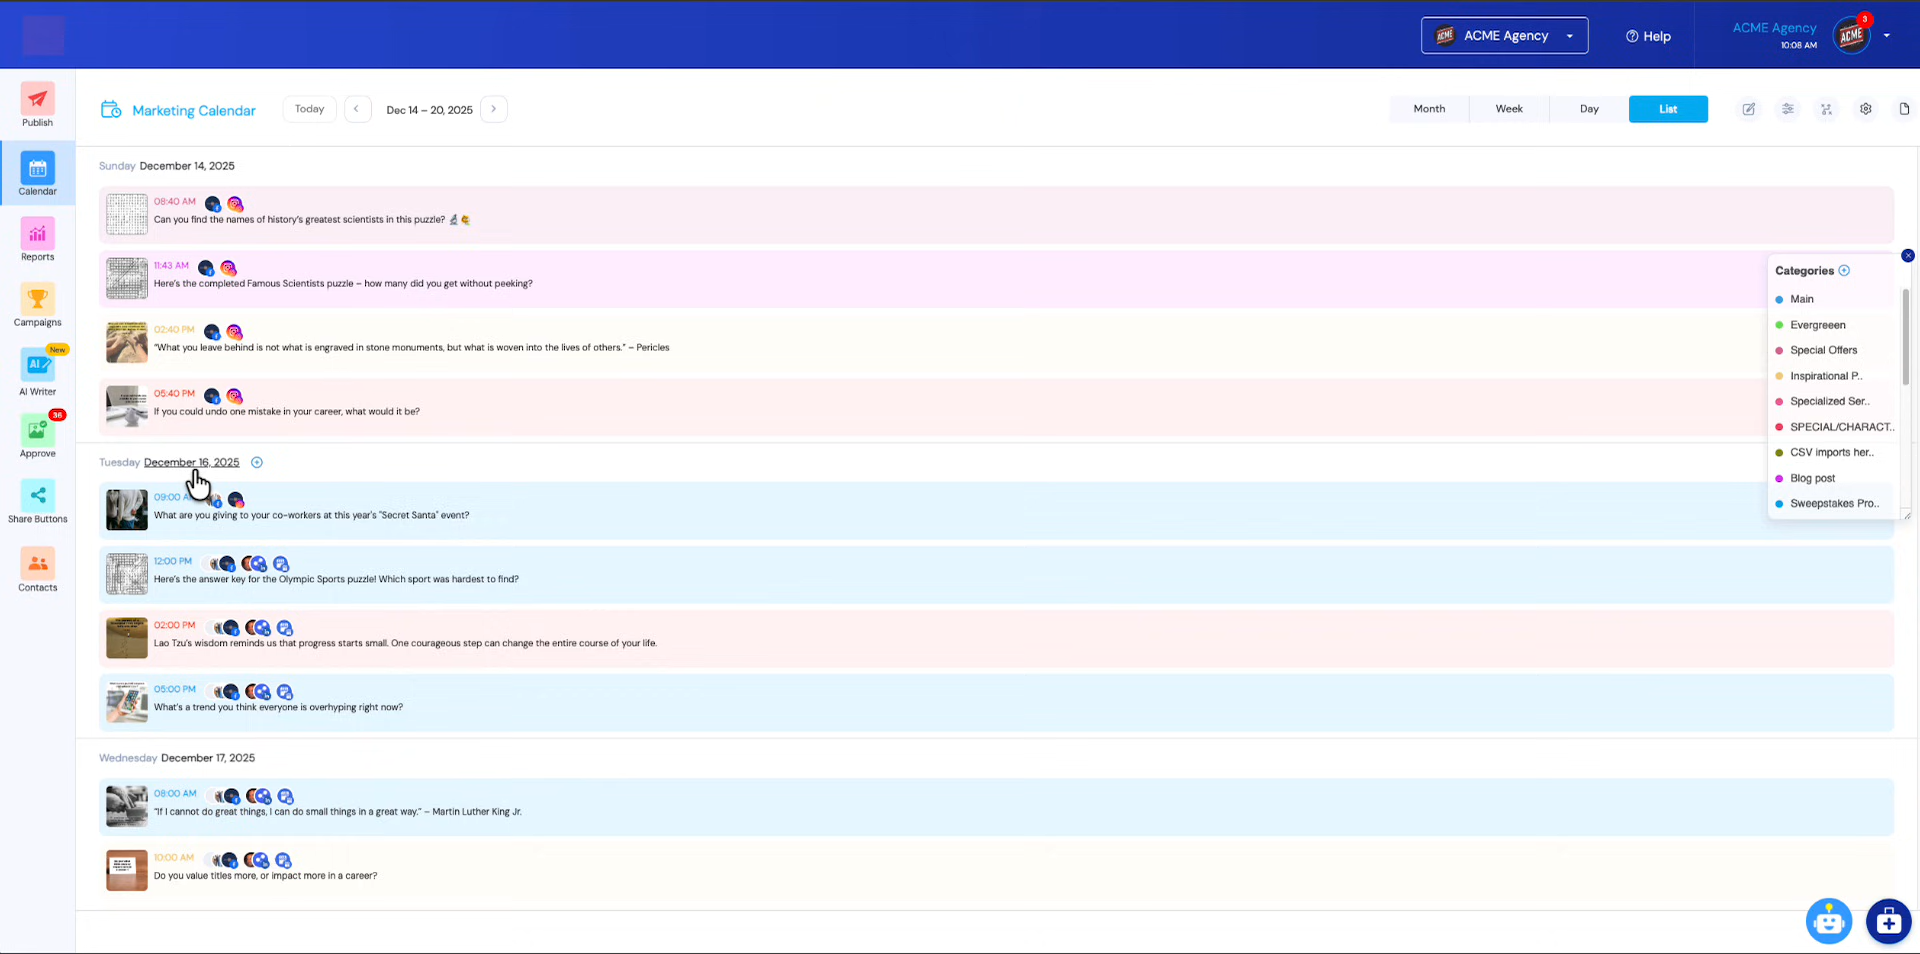 ACME Agency
Help
ACME Agency
10:08 AM
3
Publish
Calendar
Reports
Campaigns
New
AI Writer
36
Approve
Share Buttons
Contacts
Marketing Calendar
Today
Dec 14 – 20, 2025
Month
Week
Day
List
Sunday December 14, 2025
08:40 AM
Can you find the names of history's greatest scientists in this puzzle? 🔬🧠
11:43 AM
Here's the completed Famous Scientists puzzle – how many did you get without peeking?
02:40 PM
"What you leave behind is not what is engraved in stone monuments, but what is woven into the lives of others." – Pericles
05:40 PM
If you could undo one mistake in your career, what would it be?
Tuesday December 16, 2025
09:00
What are you giving to your co-workers at this year's "Secret Santa" event?
12:00 PM
Here's the answer key for the Olympic Sports puzzle! Which sport was hardest to find?
02:00 PM
Lao Tzu's wisdom reminds us that progress starts small. One courageous step can change the entire course of your life.
05:00 PM
What's a trend you think everyone is overhyping right now?
Wednesday December 17, 2025
08:00 AM
"If I cannot do great things, I can do small things in a great way." – Martin Luther King Jr.
10:00 AM
Do you value titles more, or impact more in a career?
Categories
Main
Evergreeen
Special Offers
Inspirational P..
Specialized Ser..
SPECIAL/CHARACT..
CSV imports her..
Blog post
Sweepstakes Pro..